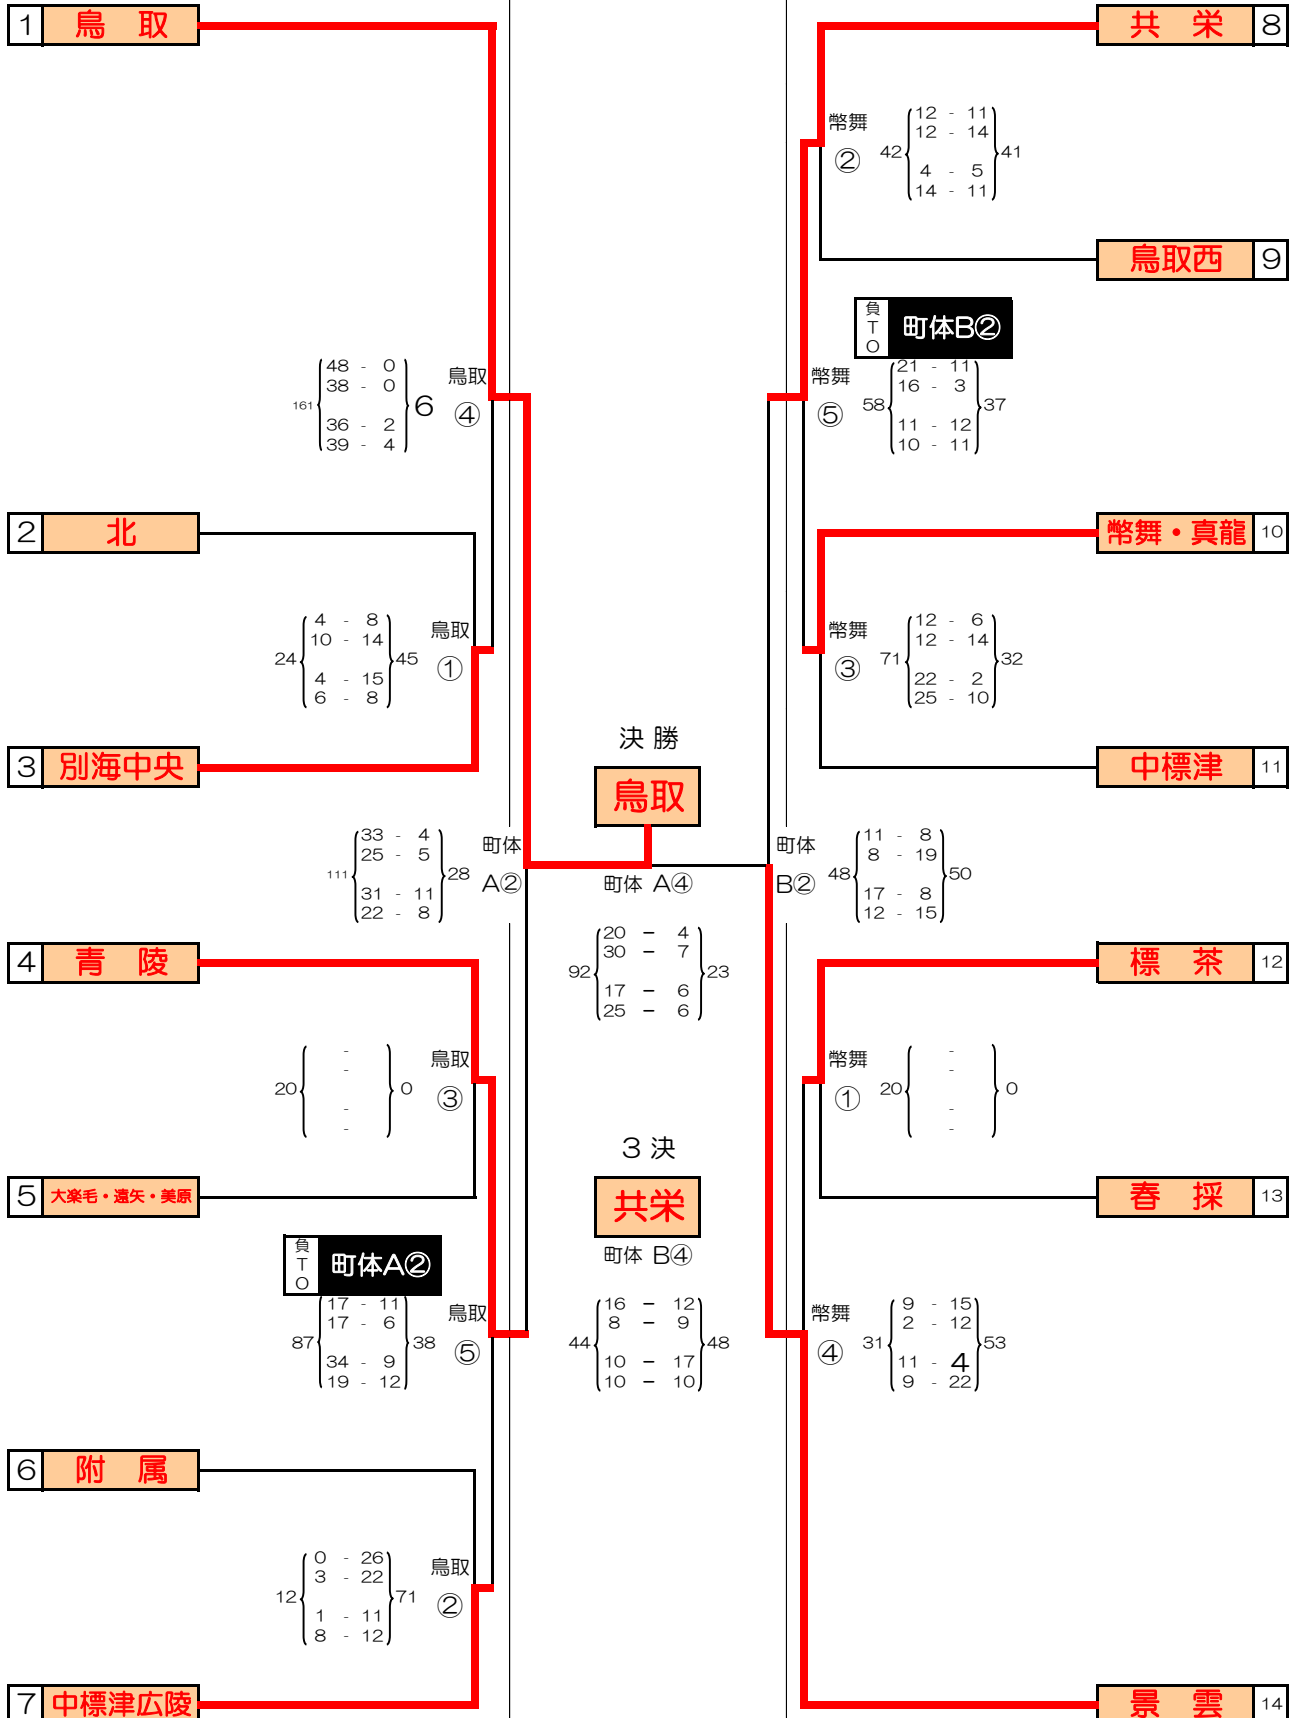 1 鳥 取
共 栄 8
幣舞
②
42 41
12 - 11
12 - 14
4 - 5
14 - 11
鳥取西 9
負TO 町体B②
鳥取
④
161 6
48 - 0
38 - 0
36 - 2
39 - 4
幣舞
⑤
58 37
21 - 11
16 - 3
11 - 12
10 - 11
2 北
幣舞・真龍 10
鳥取
①
24 45
4 - 8
10 - 14
4 - 15
6 - 8
幣舞
③
71 32
12 - 6
12 - 14
22 - 2
25 - 10
3 別海中央
決 勝
鳥取
中標津 11
町体
A②
111 28
33 - 4
25 - 5
31 - 11
22 - 8
町体 A④
92 23
20 - 4
30 - 7
17 - 6
25 - 6
町体
B②
48 50
11 - 8
8 - 19
17 - 8
12 - 15
4 青 陵
標 茶 12
鳥取
③
20 0
-
-
-
-
幣舞
①
20 0
-
-
-
-
3 決
共栄
町体 B④
44 48
16 - 12
8 - 9
10 - 17
10 - 10
5 大楽毛・遠矢・美原
春 採 13
負TO 町体A②
鳥取
⑤
87 38
17 - 11
17 - 6
34 - 9
19 - 12
幣舞
④
31 53
9 - 15
2 - 12
11 - 4
9 - 22
6 附 属
鳥取
②
12 71
0 - 26
3 - 22
1 - 11
8 - 12
7 中標津広陵
景 雲 14